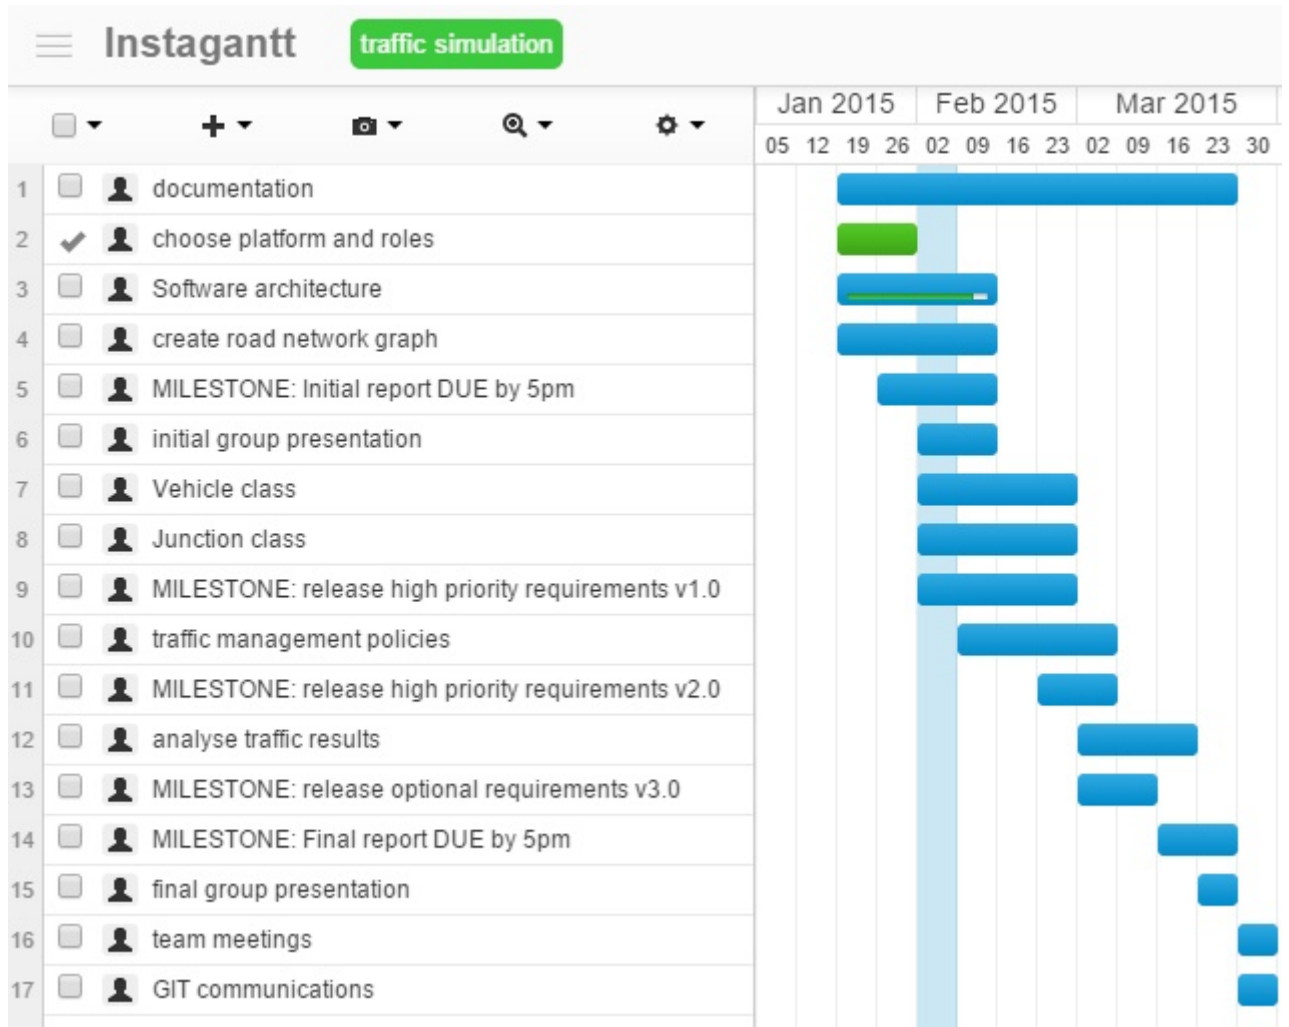 Instagantt traffic simulation
Jan 2015 Feb 2015 Mar 2015
05 12 19 26 02 09 16 23 02 09 16 23 30
1 documentation
2 choose platform and roles
3 Software architecture
4 create road network graph
5 MILESTONE: Initial report DUE by 5pm
6 initial group presentation
7 Vehicle class
8 Junction class
9 MILESTONE: release high priority requirements v1.0
10 traffic management policies
11 MILESTONE: release high priority requirements v2.0
12 analyse traffic results
13 MILESTONE: release optional requirements v3.0
14 MILESTONE: Final report DUE by 5pm
15 final group presentation
16 team meetings
17 GIT communications